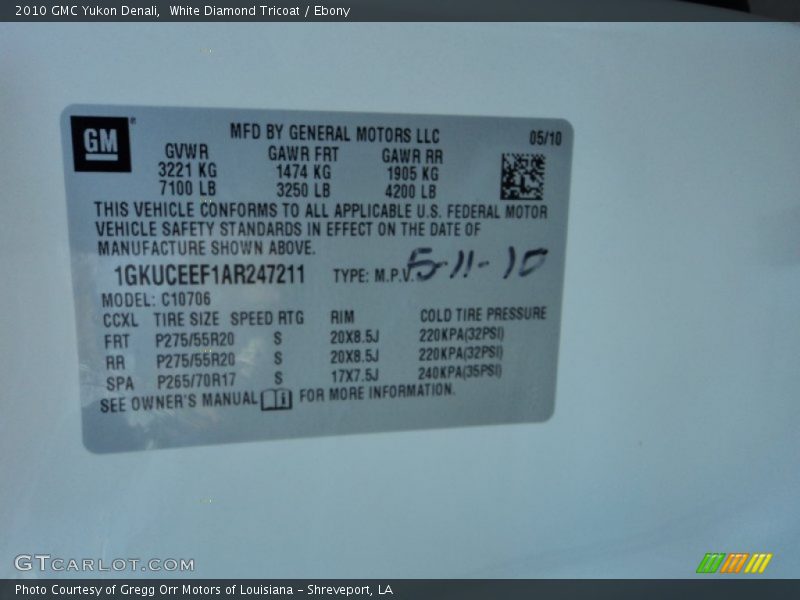 2010 GMC Yukon Denali, White Diamond Tricoat / Ebony
GM
MFD BY GENERAL MOTORS LLC 05/10
GVWR GAWR FRT GAWR RR
3221 KG 1474 KG 1905 KG
7100 LB 3250 LB 4200 LB
THIS VEHICLE CONFORMS TO ALL APPLICABLE U.S. FEDERAL MOTOR
VEHICLE SAFETY STANDARDS IN EFFECT ON THE DATE OF
MANUFACTURE SHOWN ABOVE.
1GKUCEEF1AR247211 TYPE: M.P.V. 5-11-10
MODEL: C10706
CCXL TIRE SIZE SPEED RTG RIM COLD TIRE PRESSURE
FRT P275/55R20 S 20X8.5J 220KPA(32PSI)
RR P275/55R20 S 20X8.5J 220KPA(32PSI)
SPA P265/70R17 S 17X7.5J 240KPA(35PSI)
SEE OWNER'S MANUAL i FOR MORE INFORMATION.
GTCARLOT.COM
Photo Courtesy of Gregg Orr Motors of Louisiana - Shreveport, LA